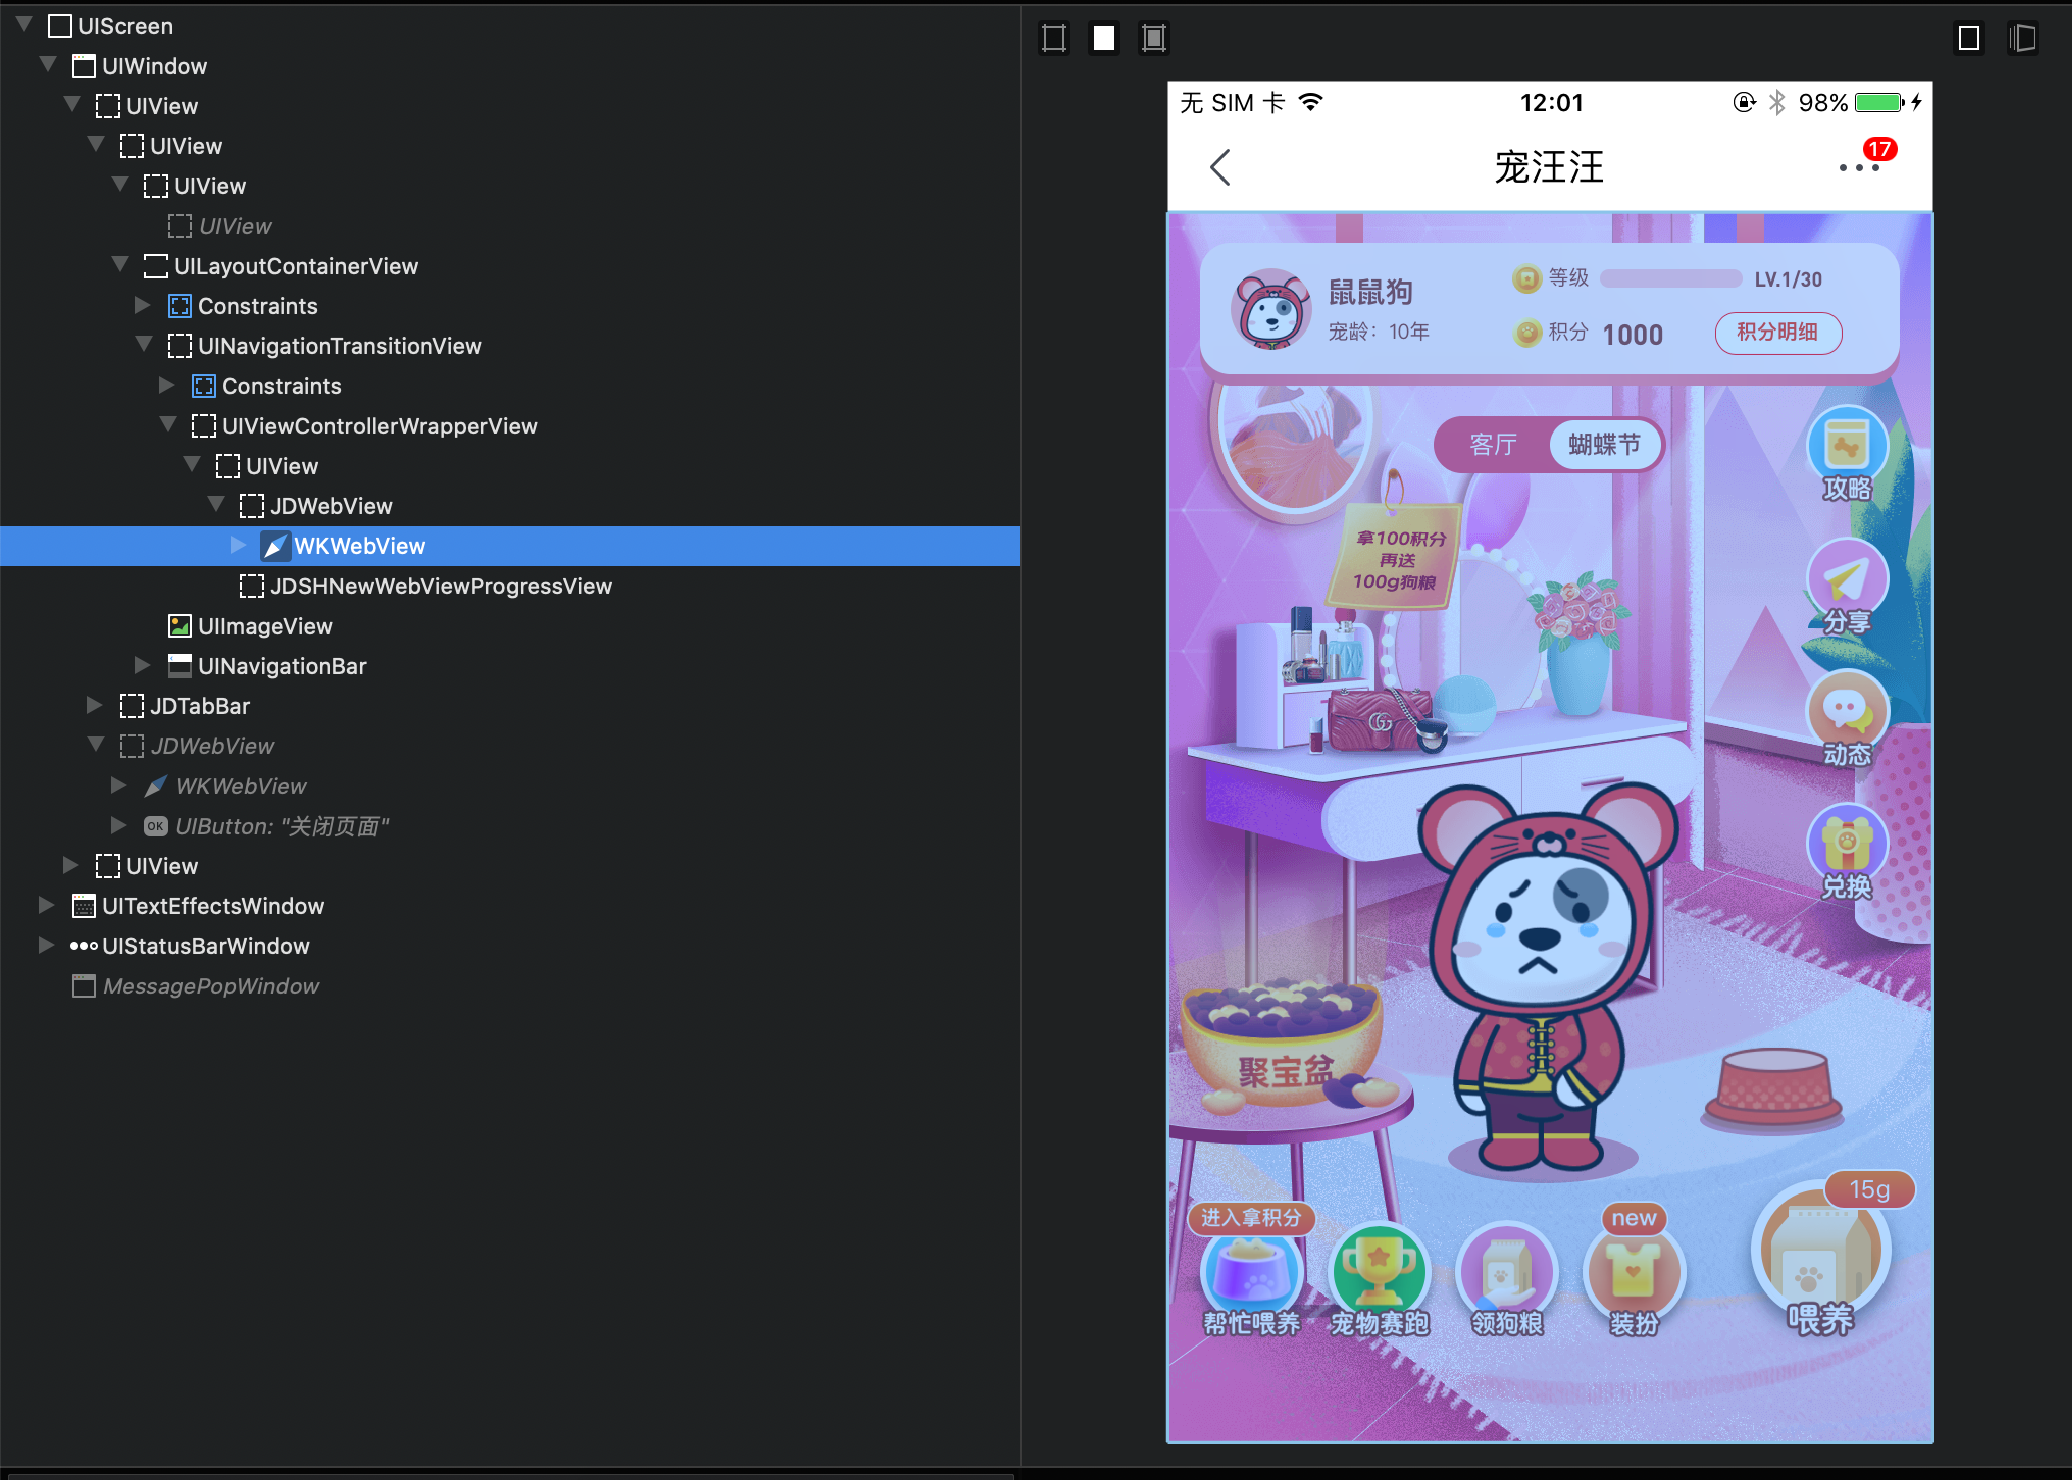 UIScreen
UIWindow
UIView
UIView
UIView
UIView
UILayoutContainerView
Constraints
UINavigationTransitionView
Constraints
UIViewControllerWrapperView
UIView
JDWebView
WKWebView
JDSHNewWebViewProgressView
UIImageView
UINavigationBar
JDTabBar
JDWebView
WKWebView
OK UIButton: "关闭页面"
UIView
UITextEffectsWindow
UIStatusBarWindow
MessagePopWindow
无 SIM 卡 12:01 98%
宠汪汪 17
鼠鼠狗 等级 LV.1/30
宠龄：10年 积分 1000 积分明细
客厅 蝴蝶节
攻略
拿100积分
再送
100g狗粮
分享
动态
兑换
聚宝盆
15g
进入拿积分 new
帮忙喂养 宠物赛跑 领狗粮 装扮 喂养